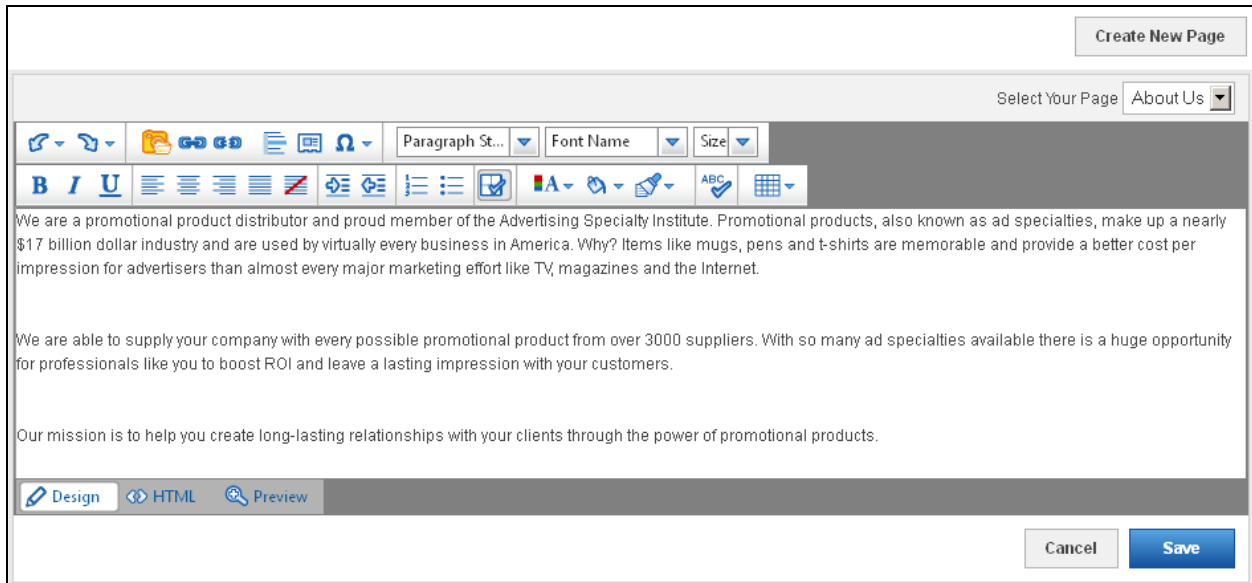 Create New Page
Select Your Page About Us
Ω Paragraph St... Font Name Size
B I U A ABC
We are a promotional product distributor and proud member of the Advertising Specialty Institute. Promotional products, also known as ad specialties, make up a nearly
$17 billion dollar industry and are used by virtually every business in America. Why? Items like mugs, pens and t-shirts are memorable and provide a better cost per
impression for advertisers than almost every major marketing effort like TV, magazines and the Internet.
We are able to supply your company with every possible promotional product from over 3000 suppliers. With so many ad specialties available there is a huge opportunity
for professionals like you to boost ROI and leave a lasting impression with your customers.
Our mission is to help you create long-lasting relationships with your clients through the power of promotional products.
Design HTML Preview
Cancel Save